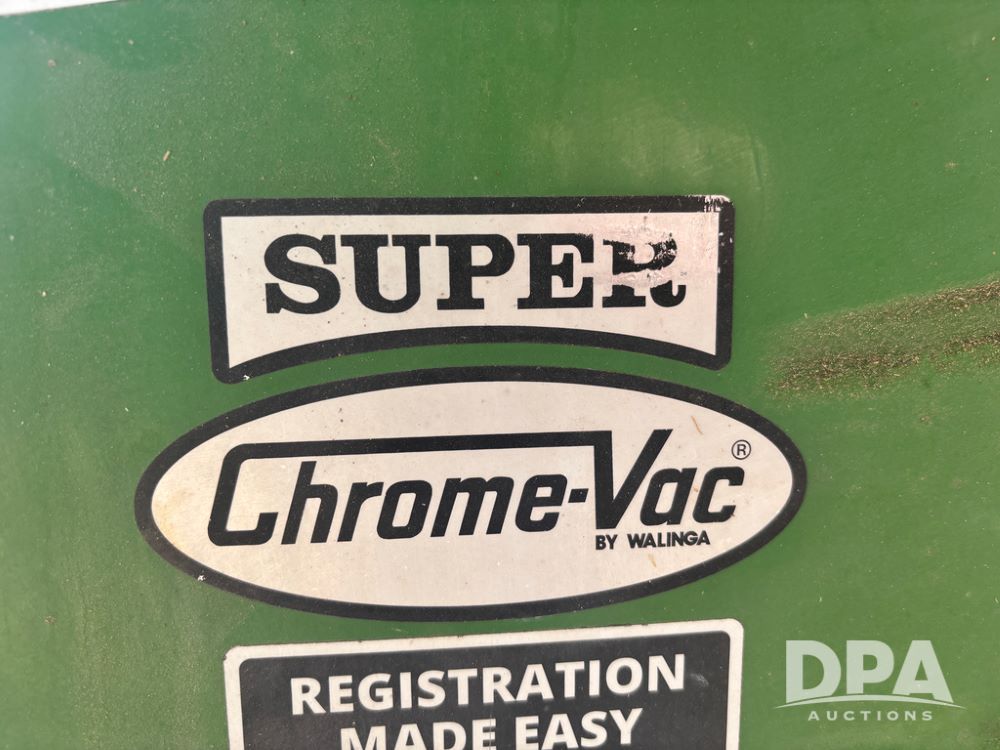 SUPER
Chrome-Vac®
BY WALINGA
REGISTRATION
MADE EASY
DPA
AUCTIONS